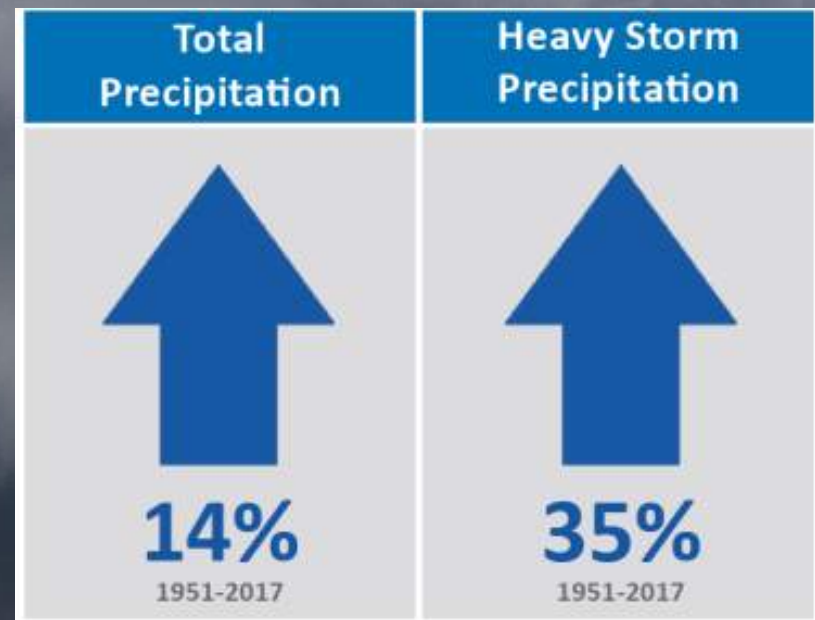 Total
Precipitation
Heavy Storm
Precipitation
14%
1951-2017
35%
1951-2017